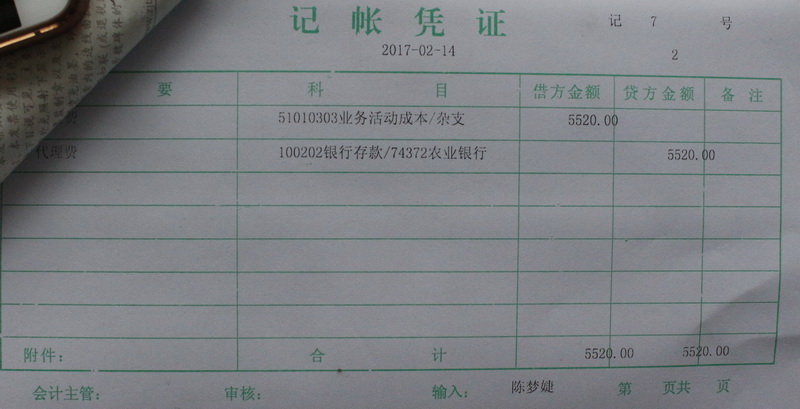 记帐凭证
记 7 号
2017-02-14
2
要 科目 借方金额 贷方金额 备注
费 51010303业务活动成本/杂支 5520.00
代理费 100202银行存款/74372农业银行 5520.00
附件： 合计 5520.00 5520.00
会计主管： 审核： 输入： 陈梦婕 第 页共 页